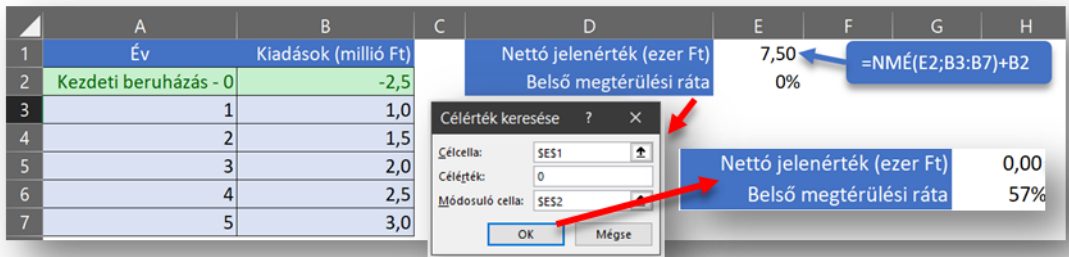 A B C D E F G H
1 Év Kiadások (millió Ft) Nettó jelenérték (ezer Ft) 7,50 =NMÉ(E2;B3:B7)+B2
2 Kezdeti beruházás - 0 -2,5 Belső megtérülési ráta 0%
3 1 1,0
4 2 1,5
5 3 2,0
6 4 2,5
7 5 3,0
Célérték keresése ? ×
Célcella: $E$1
Célérték: 0
Módosuló cella: $E$2
OK Mégse
Nettó jelenérték (ezer Ft) 0,00
Belső megtérülési ráta 57%